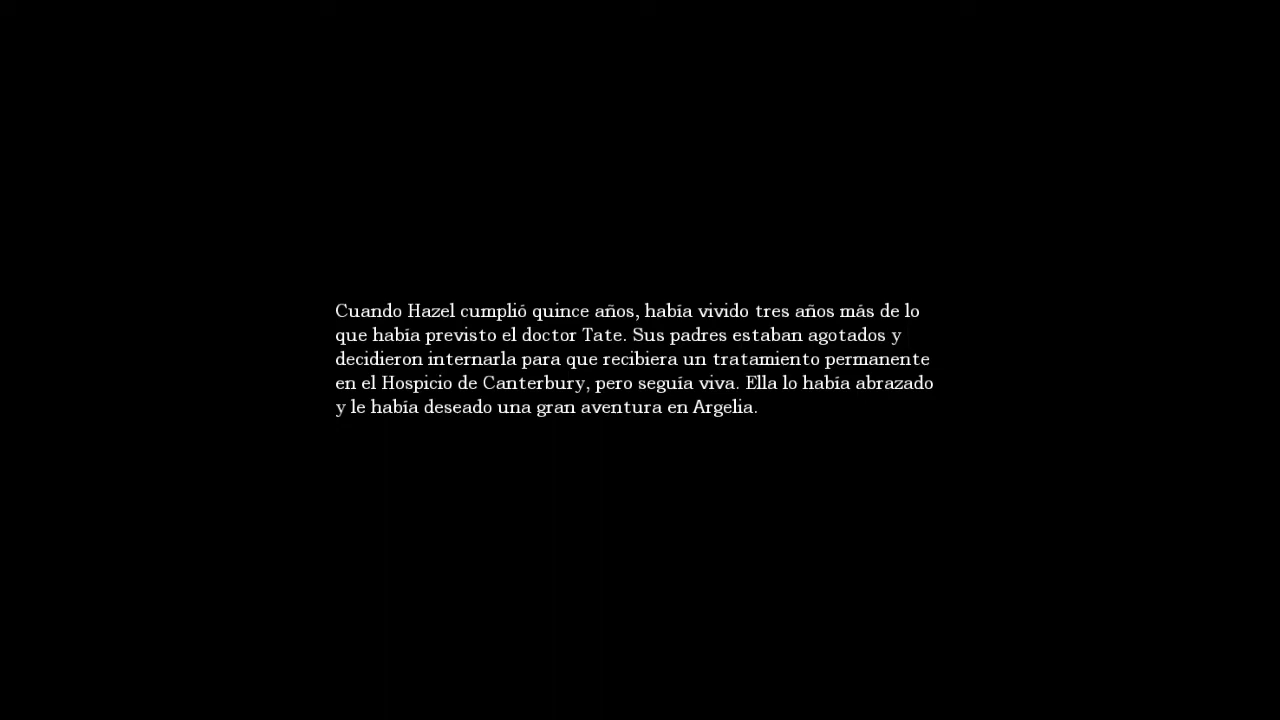 Cuando Hazel cumplió quince años, había vivido tres años más de lo
que había previsto el doctor Tate. Sus padres estaban agotados y
decidieron internarla para que recibiera un tratamiento permanente
en el Hospicio de Canterbury, pero seguía viva. Ella lo había abrazado
y le había deseado una gran aventura en Argelia.